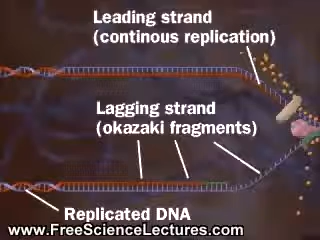 Leading strand
(continous replication)
Lagging strand
(okazaki fragments)
Replicated DNA
www.FreeScienceLectures.com